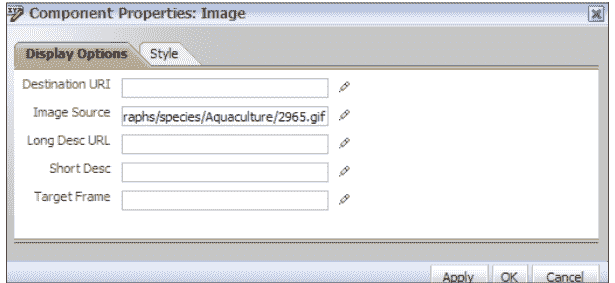 Component Properties: Image
Display Options Style
Destination URI
Image Source raphs/species/Aquaculture/2965.gif
Long Desc URL
Short Desc
Target Frame
Apply OK Cancel